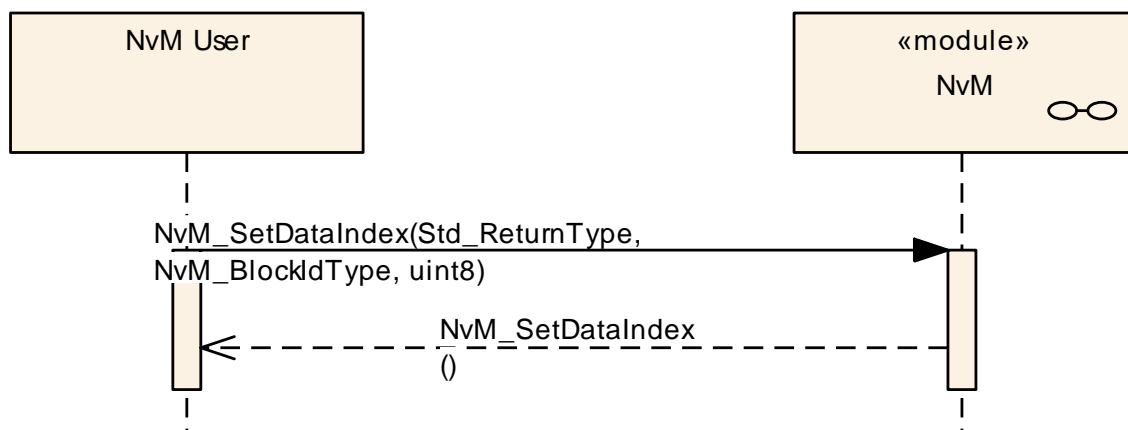 NvM User
«module»
NvM
NvM_SetDataIndex(Std_ReturnType,
NvM_BlockIdType, uint8)
NvM_SetDataIndex
()